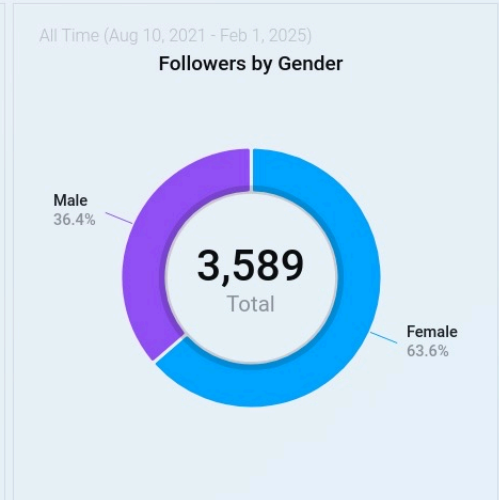 All Time (Aug 10, 2021 - Feb 1, 2025)
Followers by Gender
Male
36.4%
3,589
Total
Female
63.6%